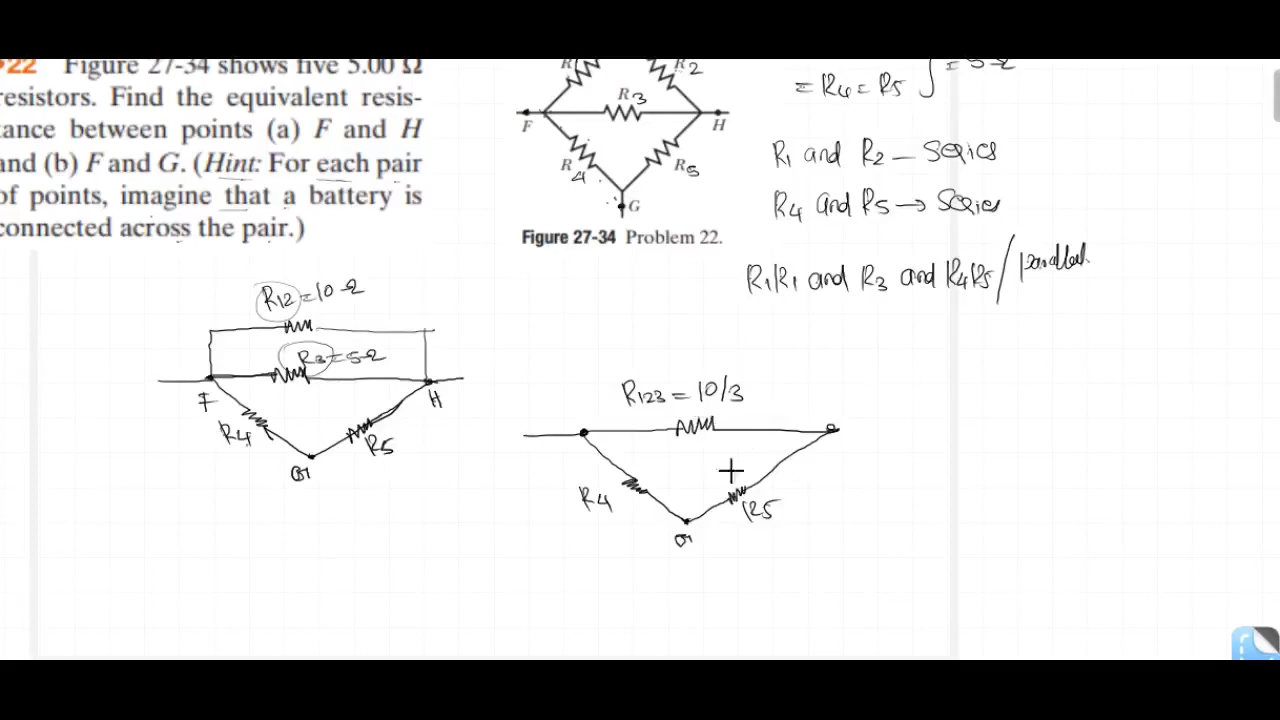 22 Figure 27-34 shows five 5.00 Ω
resistors. Find the equivalent resis-
tance between points (a) F and H
and (b) F and G. (Hint: For each pair
of points, imagine that a battery is
connected across the pair.)
R2
R3
F
H
R4
R5
G
Figure 27-34 Problem 22.
= R4 = R5 } = 5Ω
R1 and R2 — Series
R4 and R5 → Series
R1R1 and R3 and R4R5 / parallel
R12 = 10 Ω
R3 = 5Ω
F
H
R4
R5
G
R123 = 10/3
R4
R5
G